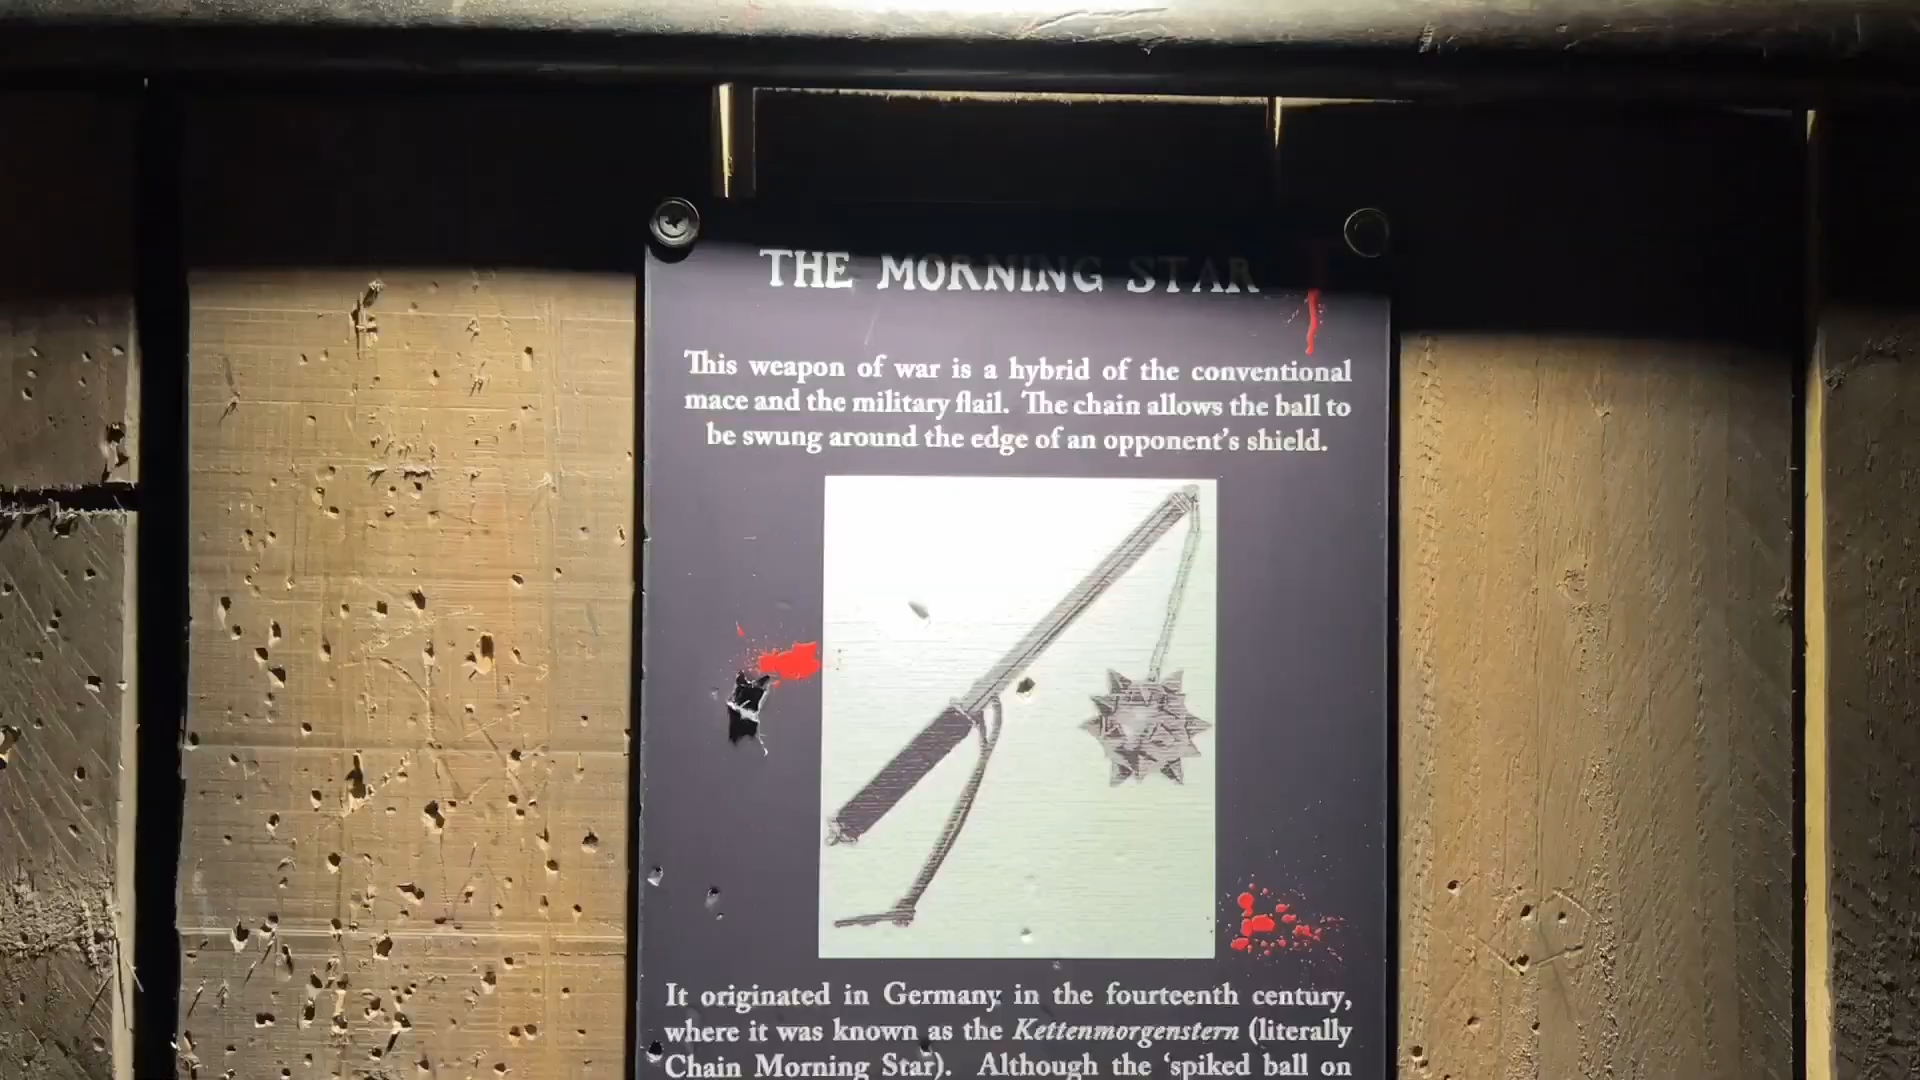 THE MORNING STAR
This weapon of war is a hybrid of the conventional
mace and the military flail. The chain allows the ball to
be swung around the edge of an opponent's shield.
It originated in Germany in the fourteenth century,
where it was known as the Kettenmorgenstern (literally
Chain Morning Star). Although the 'spiked ball on